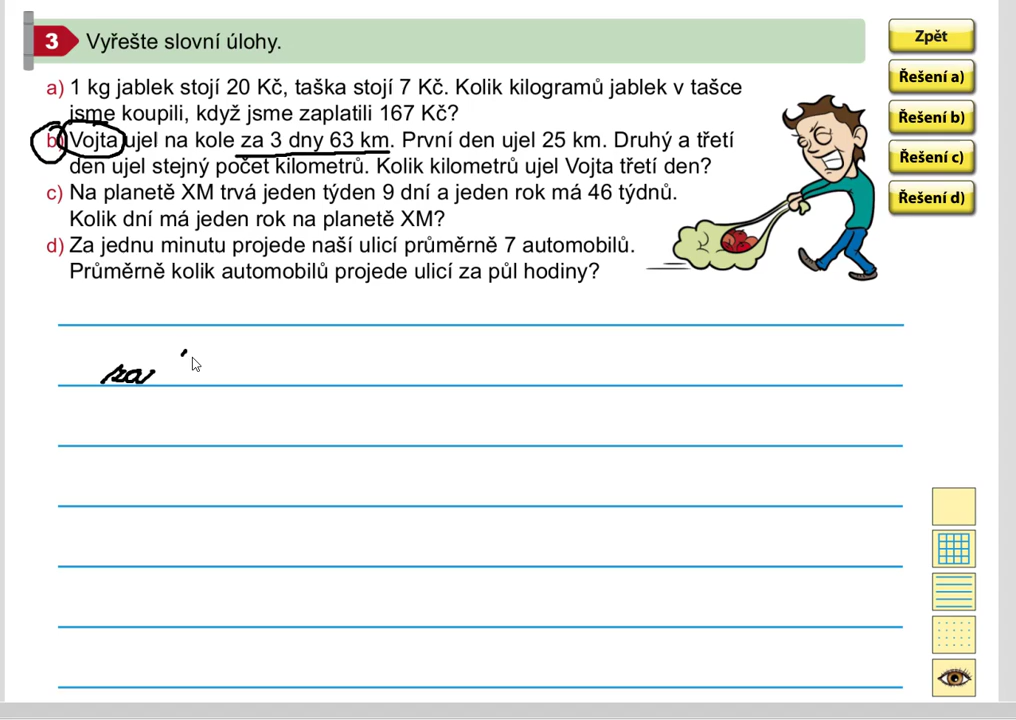 3 Vyřešte slovní úlohy.
a) 1 kg jablek stojí 20 Kč, taška stojí 7 Kč. Kolik kilogramů jablek v tašce
jsme koupili, když jsme zaplatili 167 Kč?
b) Vojta ujel na kole za 3 dny 63 km. První den ujel 25 km. Druhý a třetí
den ujel stejný počet kilometrů. Kolik kilometrů ujel Vojta třetí den?
c) Na planetě XM trvá jeden týden 9 dní a jeden rok má 46 týdnů.
Kolik dní má jeden rok na planetě XM?
d) Za jednu minutu projede naší ulicí průměrně 7 automobilů.
Průměrně kolik automobilů projede ulicí za půl hodiny?
za
Zpět
Řešení a)
Řešení b)
Řešení c)
Řešení d)